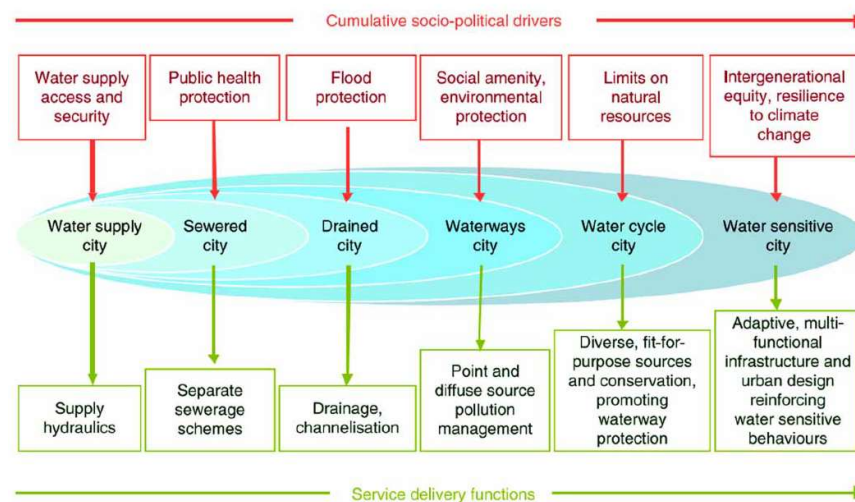 Cumulative socio-political drivers
Water supply
access and
security
Public health
protection
Flood
protection
Social amenity,
environmental
protection
Limits on
natural
resources
Intergenerational
equity, resilience
to climate
change
Water supply
city
Sewered
city
Drained
city
Waterways
city
Water cycle
city
Water sensitive
city
Supply
hydraulics
Separate
sewerage
schemes
Drainage,
channelisation
Point and
diffuse source
pollution
management
Diverse, fit-for-
purpose sources
and conservation,
promoting
waterway
protection
Adaptive, multi-
functional
infrastructure and
urban design
reinforcing
water sensitive
behaviours
Service delivery functions